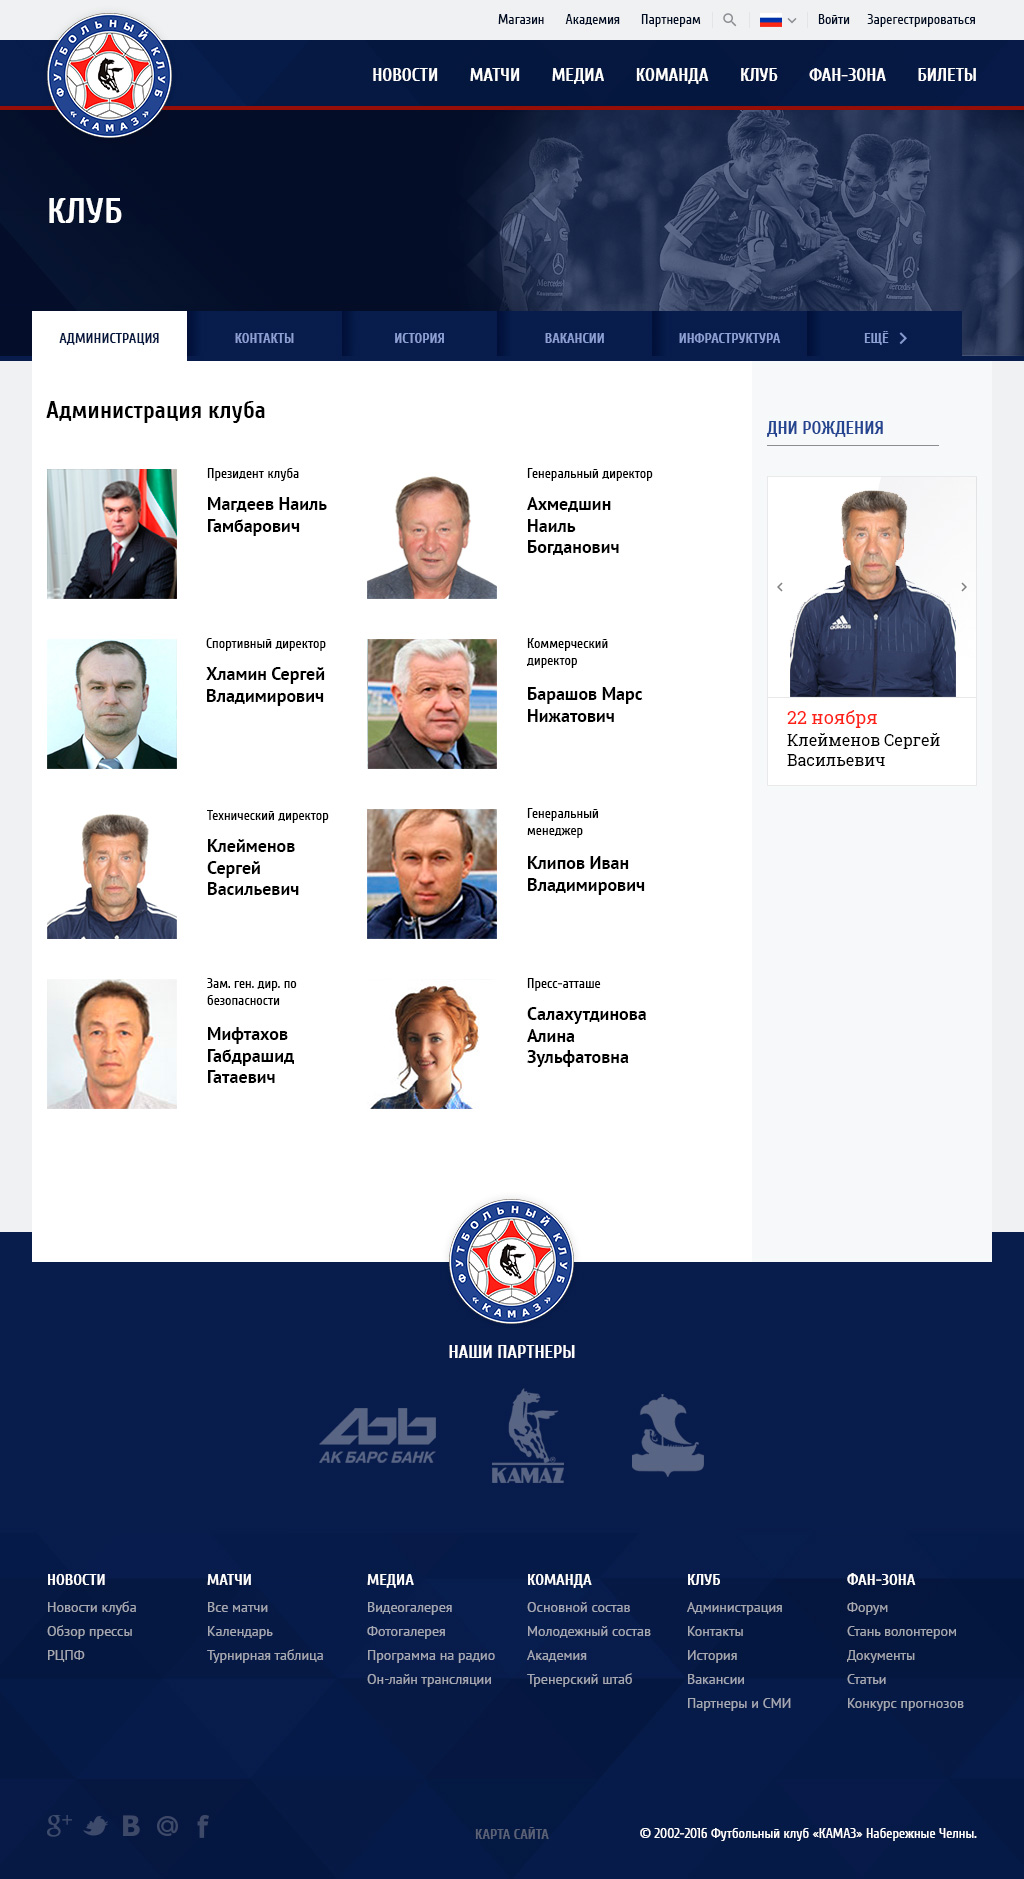 Магазин Академия Партнерам Войти Зарегестрироваться
ФУТБОЛЬНЫЙ КЛУБ
«КАМАЗ»
НОВОСТИ МАТЧИ МЕДИА КОМАНДА КЛУБ ФАН-ЗОНА БИЛЕТЫ
КЛУБ
АДМИНИСТРАЦИЯ КОНТАКТЫ ИСТОРИЯ ВАКАНСИИ ИНФРАСТРУКТУРА ЕЩЁ
Администрация клуба
Президент клуба
Магдеев Наиль
Гамбарович
Генеральный директор
Ахмедшин
Наиль
Богданович
Спортивный директор
Хламин Сергей
Владимирович
Коммерческий
директор
Барашов Марс
Нижатович
Технический директор
Клейменов
Сергей
Васильевич
Генеральный
менеджер
Клипов Иван
Владимирович
Зам. ген. дир. по
безопасности
Мифтахов
Габдрашид
Гатаевич
Пресс-атташе
Салахутдинова
Алина
Зульфатовна
ДНИ РОЖДЕНИЯ
adidas
22 ноября
Клейменов Сергей
Васильевич
ФУТБОЛЬНЫЙ КЛУБ
«КАМАЗ»
НАШИ ПАРТНЕРЫ
АК БАРС БАНК
KAMAZ
НОВОСТИ
Новости клуба
Обзор прессы
РЦПФ
МАТЧИ
Все матчи
Календарь
Турнирная таблица
МЕДИА
Видеогалерея
Фотогалерея
Программа на радио
Он-лайн трансляции
КОМАНДА
Основной состав
Молодежный состав
Академия
Тренерский штаб
КЛУБ
Администрация
Контакты
История
Вакансии
Партнеры и СМИ
ФАН-ЗОНА
Форум
Стань волонтером
Документы
Статьи
Конкурс прогнозов
КАРТА САЙТА
© 2002-2016 Футбольный клуб «КАМАЗ» Набережные Челны.